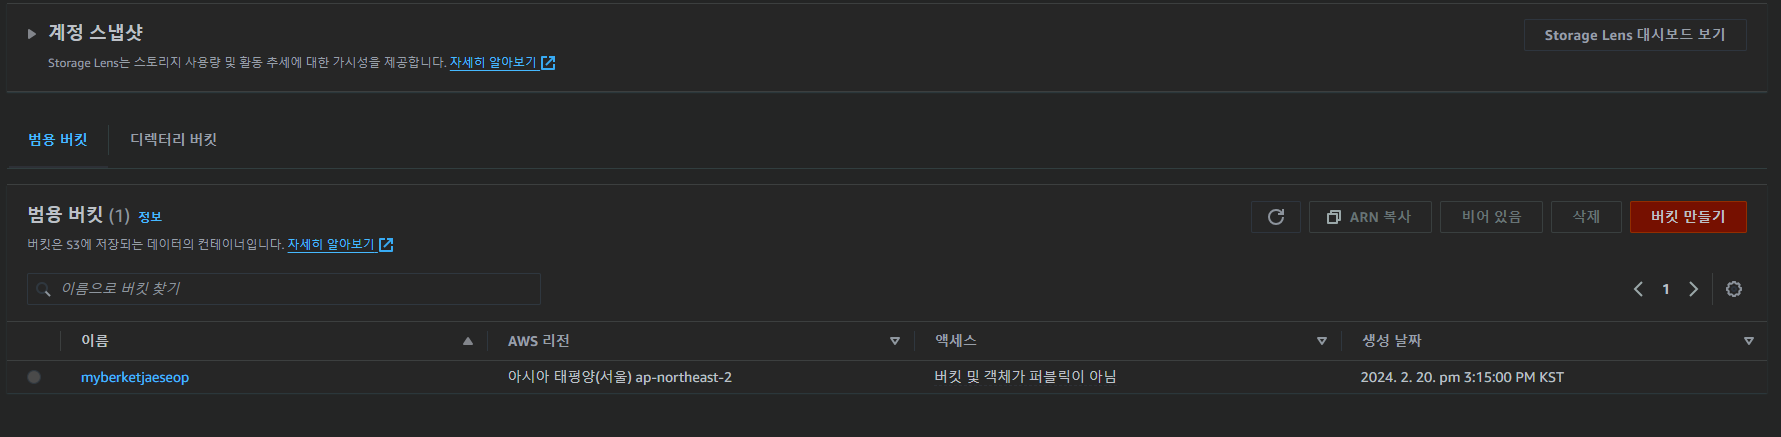 계정 스냅샷
Storage Lens 대시보드 보기
Storage Lens는 스토리지 사용량 및 활동 추세에 대한 가시성을 제공합니다. 자세히 알아보기
범용 버킷 디렉터리 버킷
범용 버킷 (1) 정보
ARN 복사 비어 있음 삭제 버킷 만들기
버킷은 S3에 저장되는 데이터의 컨테이너입니다. 자세히 알아보기
이름으로 버킷 찾기
1
이름 AWS 리전 액세스 생성 날짜
myberketjaeseop 아시아 태평양(서울) ap-northeast-2 버킷 및 객체가 퍼블릭이 아님 2024. 2. 20. pm 3:15:00 PM KST